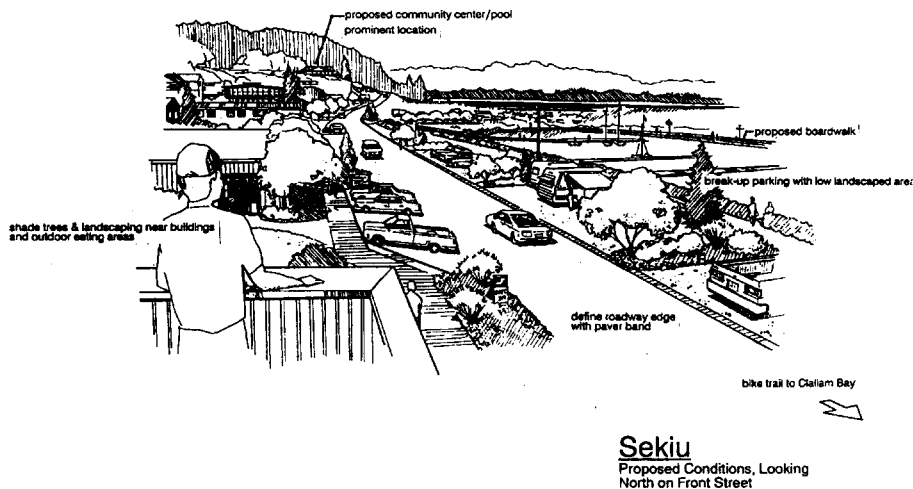 proposed community center/pool
prominent location
proposed boardwalk
break-up parking with low landscaped area
shade trees & landscaping near buildings
and outdoor eating areas
define roadway edge
with paver band
bike trail to Clallam Bay
Sekiu
Proposed Conditions, Looking
North on Front Street